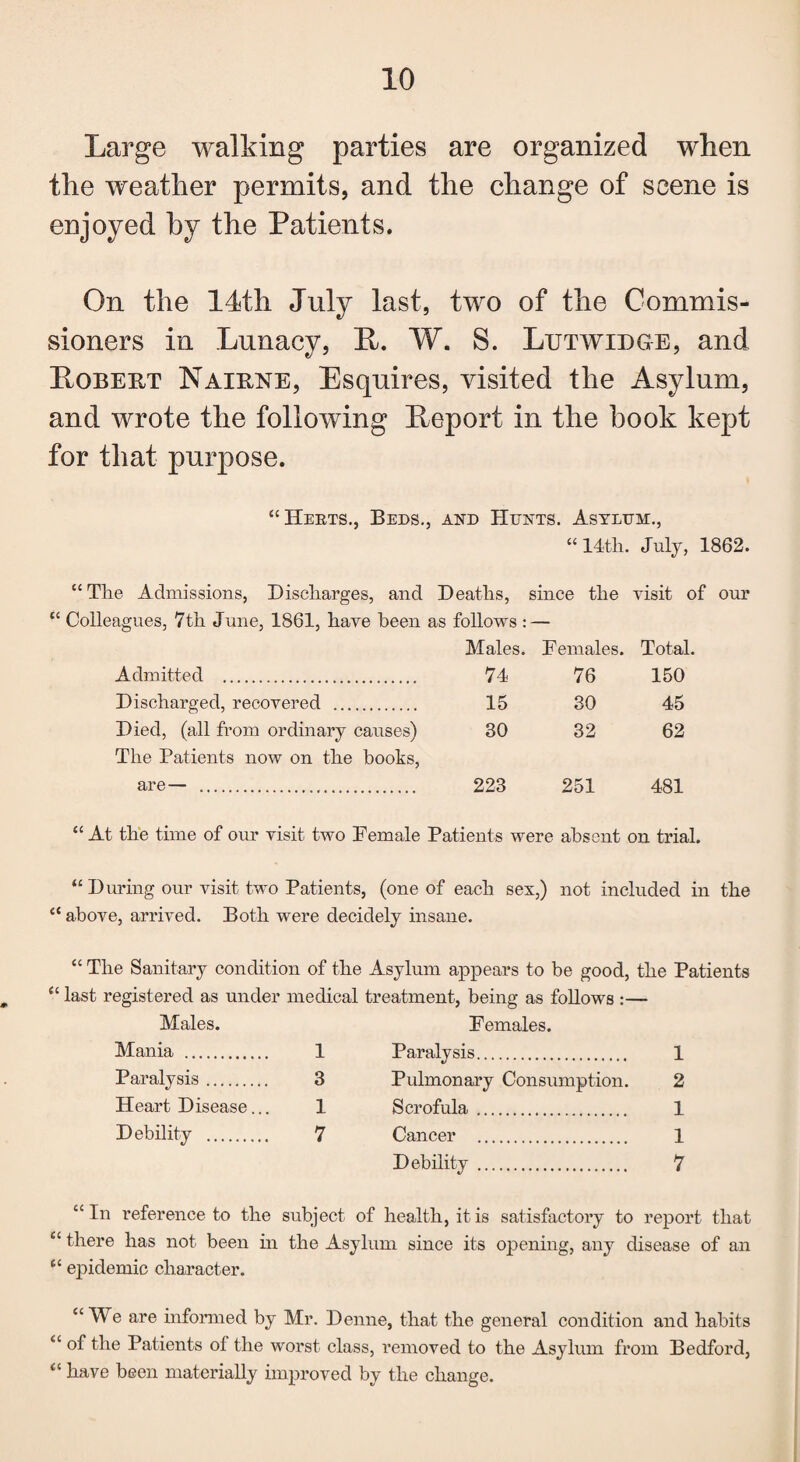 10
Large walking parties are organized when
the weather permits, and the change of scene is
enjoyed by the Patients.
On the 14th July last, two of the Commis-
sioners in Lunacy, R. W. S. LUTWIDGE, and
ROBERT NAIRNE, Esquires, visited the Asylum,
and wrote the following Report in the book kept
for that purpose.
“HERTS., BEDS., AND HUNTS. ASYLUM.,
“14th. July, 1862.
“The Admissions, Discharges, and Deaths, since the visit of our
“ Colleagues, 7th June, 1861, have been as follows : —
Males. Females. Total.
Admitted .............................. 74 76 150
Discharged, recovered ............ 15 30 45
Died, (all from ordinary causes) 30 32 62
The Patients now on the books,
are— ................................. 223 251 481
“ At the time of our visit two Female Patients were absent on trial.
“ During our visit two Patients, (one of each sex,) not included in the
“ above, arrived. Both were decidely insane.
“ The Sanitary condition of the Asylum appears to be good, the Patients
“ last registered as under medical treatment, being as follows :—
Males. Females.
Mania ............ 1 Paralysis........................ 1
Paralysis ......... 3 Pulmonary Consumption. 2
Heart Disease... 1 Scrofula ........................ 1
Debility ......... 7 Cancer ........................ 1
Debility ........................ 7
“ In reference to the subject of health, it is satisfactory to report that
“ there has not been in the Asylum since its opening, any disease of an
“ epidemic character.
“ We are informed by Mr. Denne, that the general condition and habits
“ of the Patients of the worst class, removed to the Asylum from Bedford,
“ have been materially improved by the change.